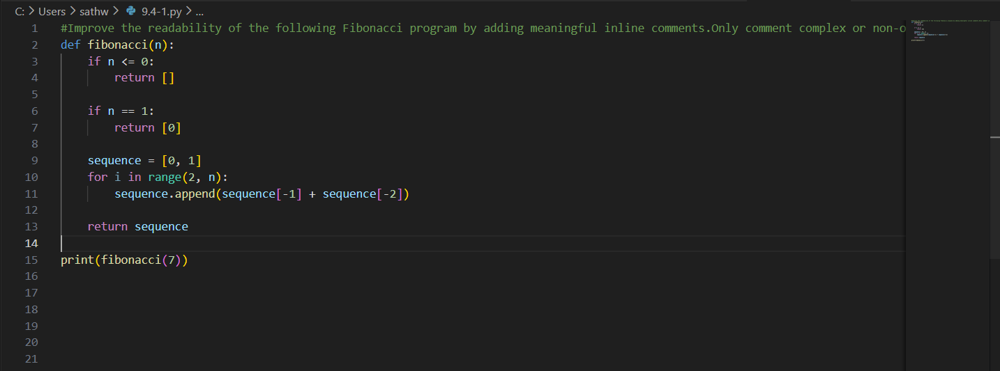 C: > Users > sathw > 9.4-1.py > ...
1 #Improve the readability of the following Fibonacci program by adding meaningful inline comments.Only comment complex or non-o
2 def fibonacci(n):
3     if n <= 0:
4         return []
5
6     if n == 1:
7         return [0]
8
9     sequence = [0, 1]
10     for i in range(2, n):
11         sequence.append(sequence[-1] + sequence[-2])
12
13     return sequence
14
15 print(fibonacci(7))
16
17
18
19
20
21